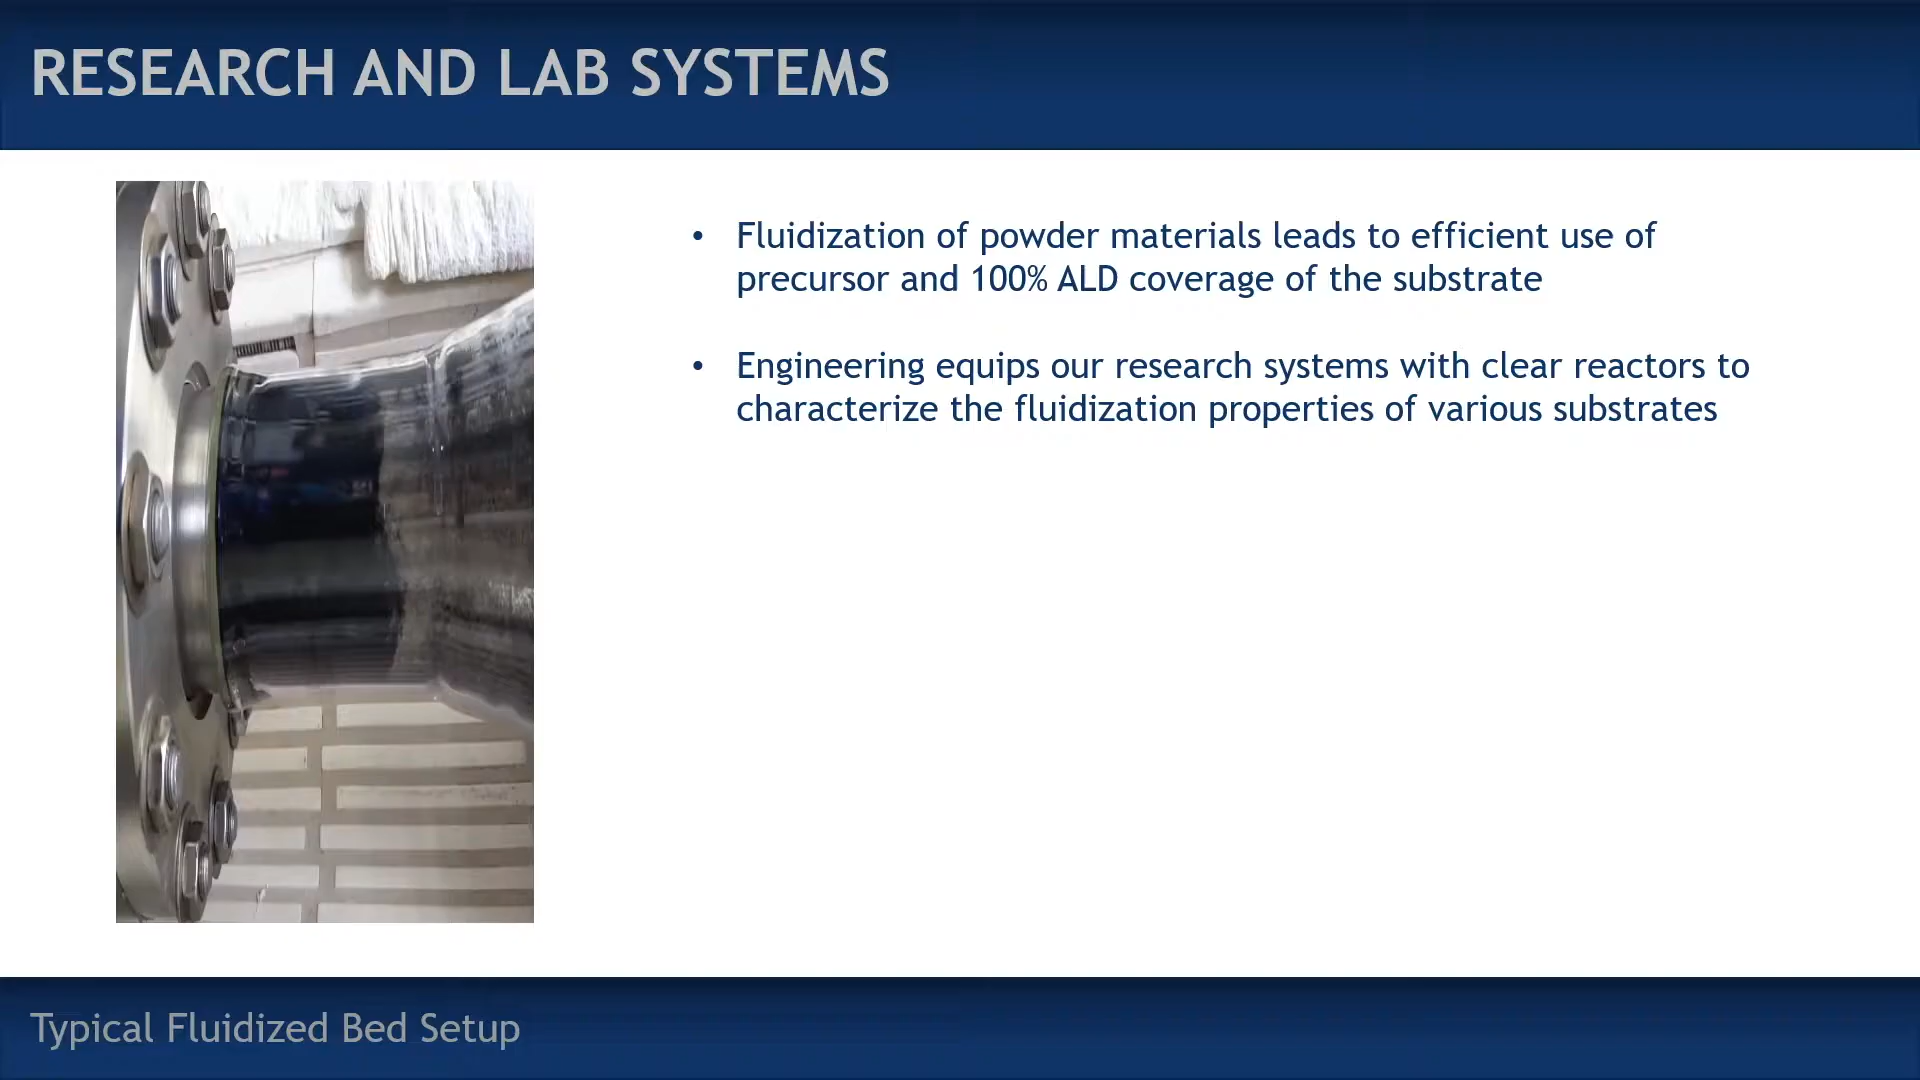 RESEARCH AND LAB SYSTEMS
• Fluidization of powder materials leads to efficient use of
precursor and 100% ALD coverage of the substrate
• Engineering equips our research systems with clear reactors to
characterize the fluidization properties of various substrates
Typical Fluidized Bed Setup